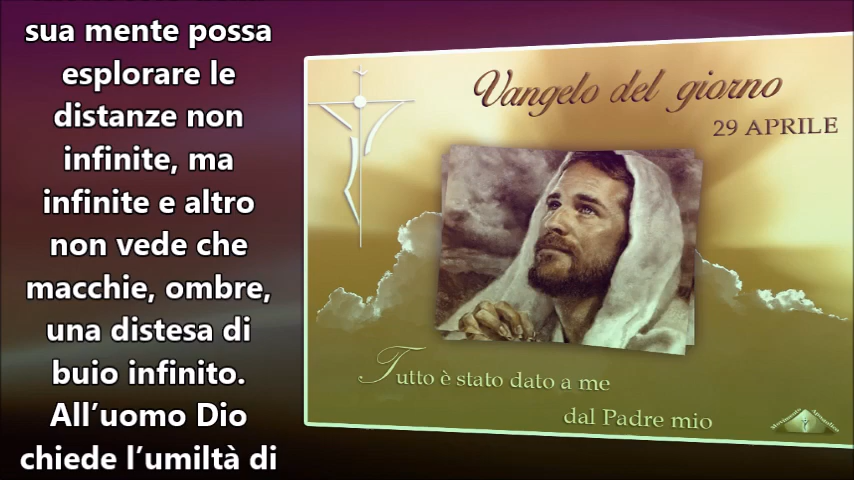 sua mente possa
esplorare le
distanze non
infinite, ma
infinite e altro
non vede che
macchie, ombre,
una distesa di
buio infinito.
All’uomo Dio
chiede l’umiltà di
Vangelo del giorno
29 APRILE
Tutto è stato dato a me
dal Padre mio
Movimento Apostolico